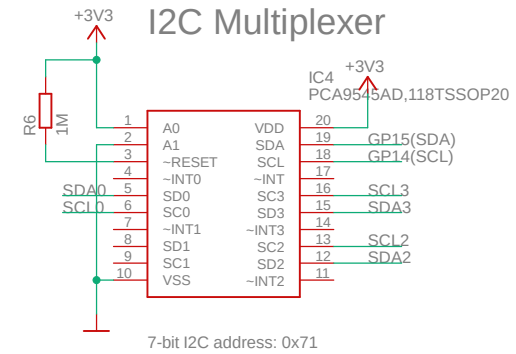 I2C Multiplexer
+3V3
+3V3
IC4
PCA9545AD,118TSSOP20
R6
1M
1 A0 VDD 20
2 A1 SDA 19 GP15(SDA)
3 ~RESET SCL 18 GP14(SCL)
4 ~INT0 ~INT 17
SDA0 5 SD0 SC3 16 SCL3
SCL0 6 SC0 SD3 15 SDA3
7 ~INT1 ~INT3 14
8 SD1 SC2 13 SCL2
9 SC1 SD2 12 SDA2
10 VSS ~INT2 11
7-bit I2C address: 0x71